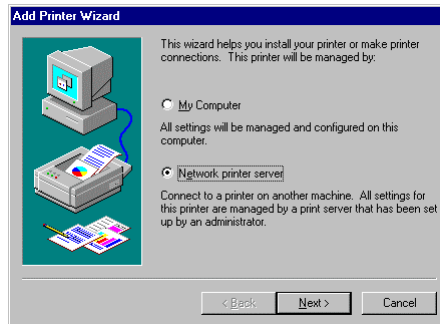 Add Printer Wizard
This wizard helps you install your printer or make printer
connections. This printer will be managed by:
My Computer
All settings will be managed and configured on this
computer.
Network printer server
Connect to a printer on another machine. All settings for
this printer are managed by a print server that has been set
up by an administrator.
< Back
Next >
Cancel